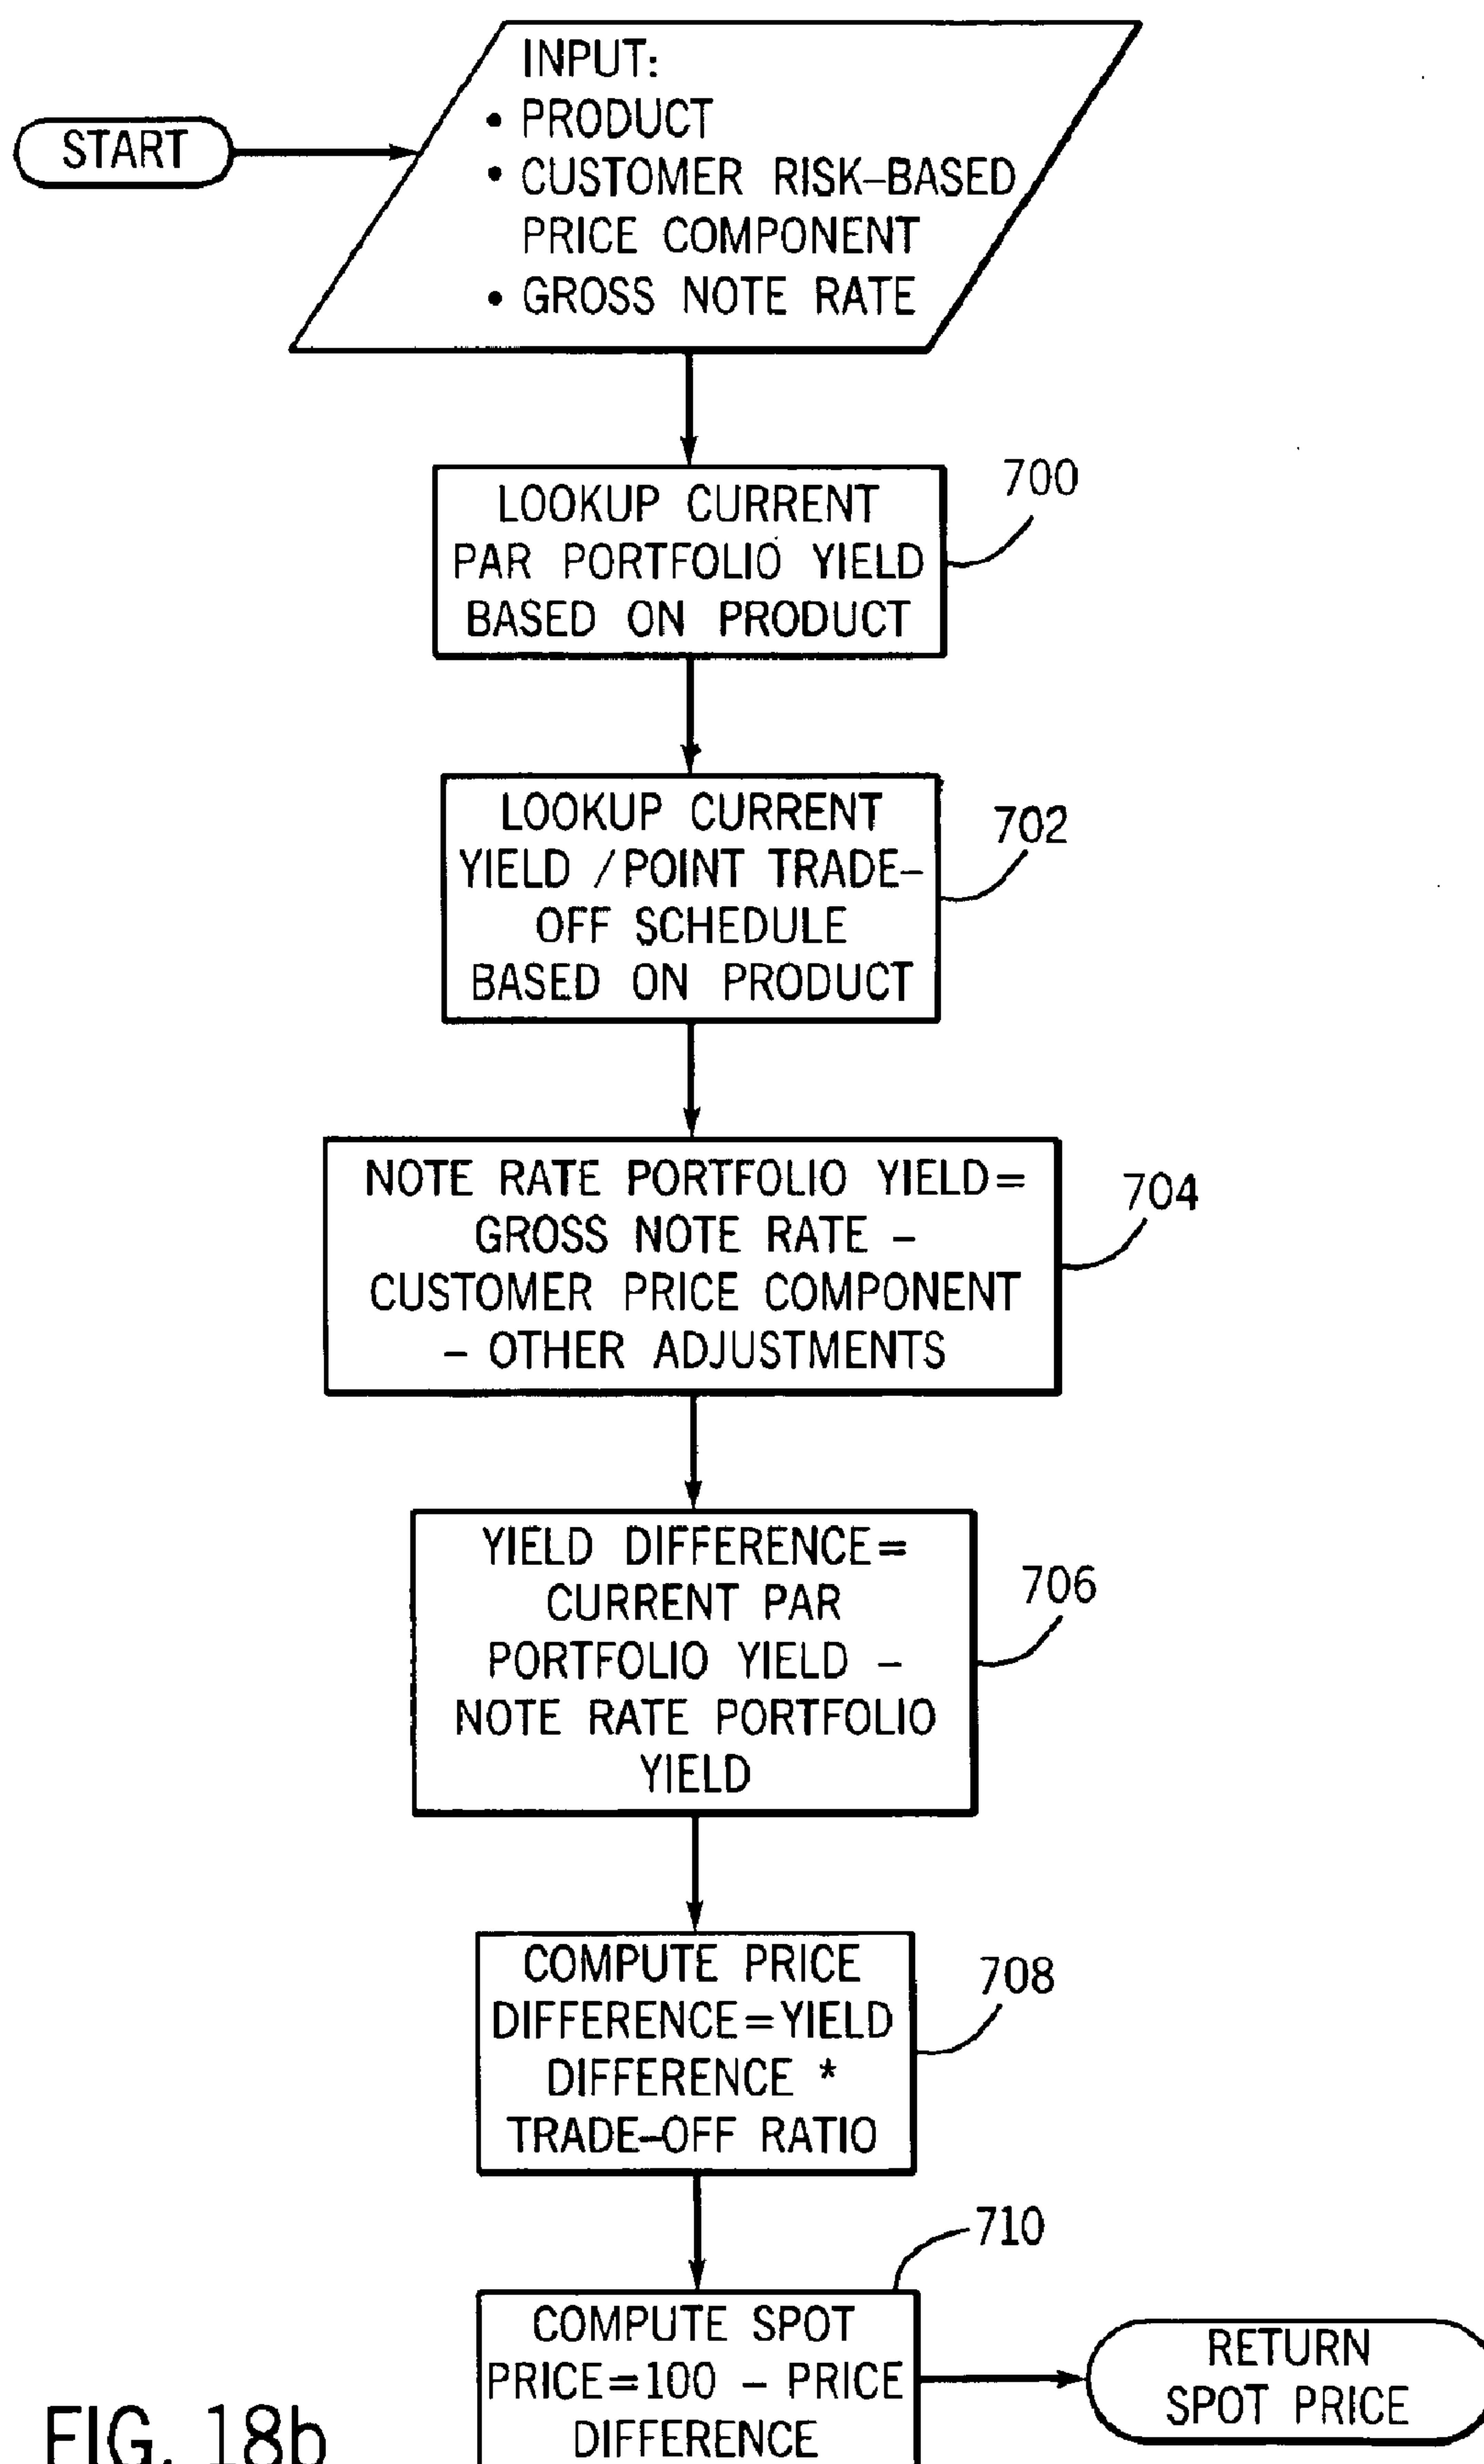 START
INPUT:
• PRODUCT
• CUSTOMER RISK-BASED
PRICE COMPONENT
• GROSS NOTE RATE
LOOKUP CURRENT
PAR PORTFOLIO YIELD
BASED ON PRODUCT
700
LOOKUP CURRENT
YIELD / POINT TRADE-
OFF SCHEDULE
BASED ON PRODUCT
702
NOTE RATE PORTFOLIO YIELD=
GROSS NOTE RATE -
CUSTOMER PRICE COMPONENT
- OTHER ADJUSTMENTS
704
YIELD DIFFERENCE=
CURRENT PAR
PORTFOLIO YIELD -
NOTE RATE PORTFOLIO
YIELD
706
COMPUTE PRICE
DIFFERENCE=YIELD
DIFFERENCE *
TRADE-OFF RATIO
708
710
COMPUTE SPOT
PRICE=100 - PRICE
DIFFERENCE
RETURN
SPOT PRICE
FIG. 18b